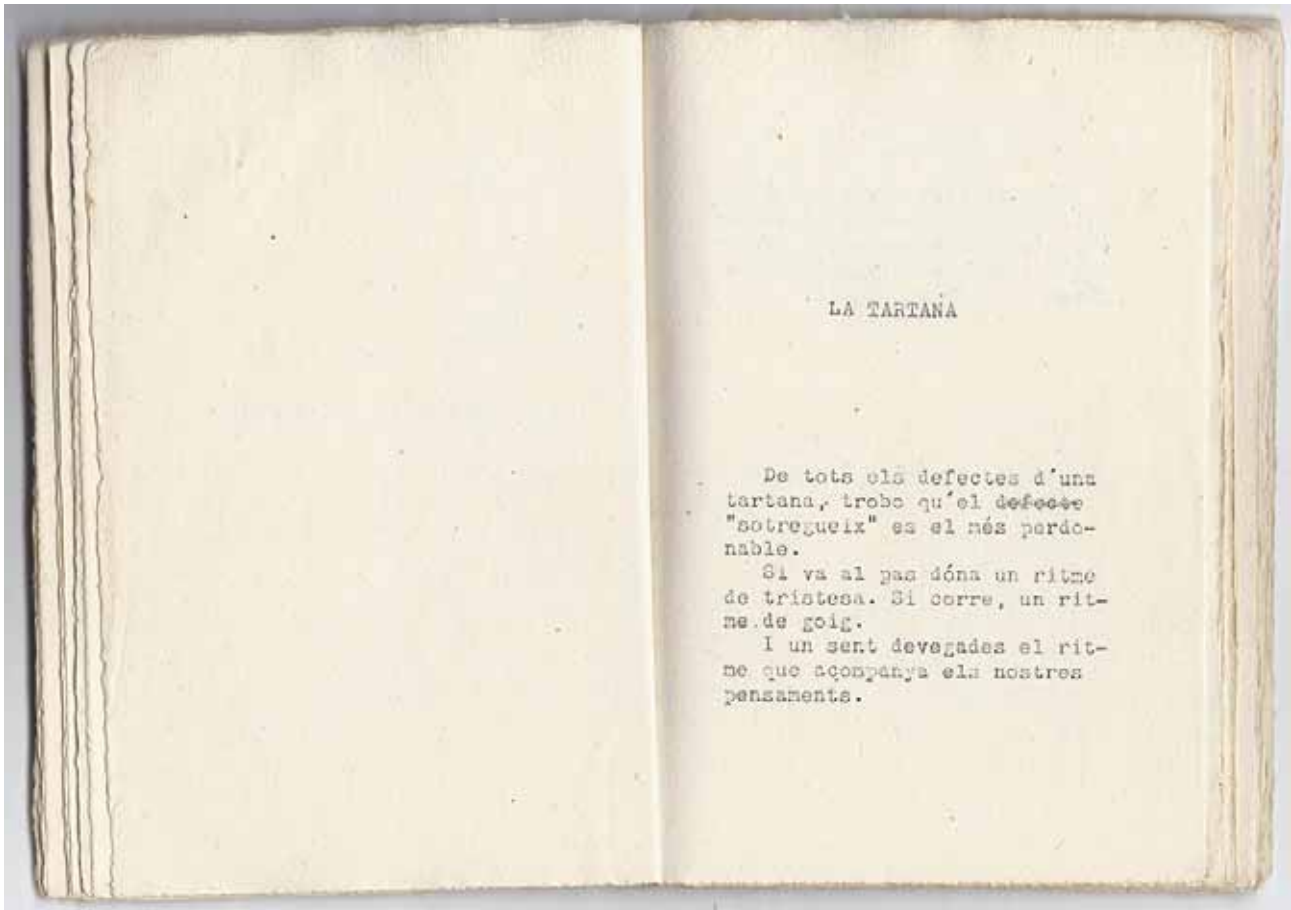 LA TARTANA
De tots els defectes d'una
tartana, trobo qu'el defecte
"sotregueix" es el més perdo-
nable.
Si va al pas dóna un ritme
de tristesa. Si corre, un rit-
me de goig.
I un sent devegades el rit-
me que acompanya els nostres
pensaments.